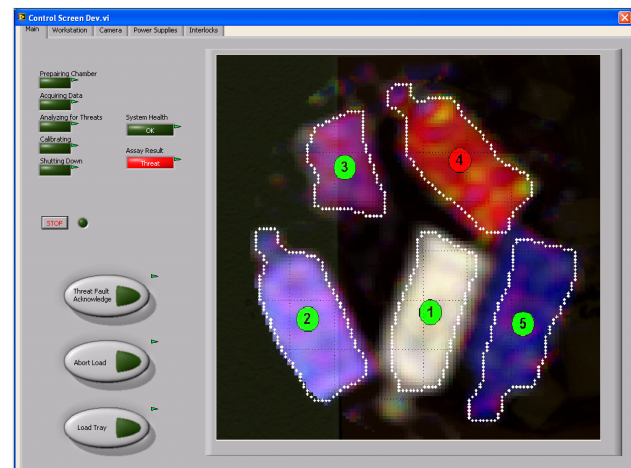 Control Screen Dev.vi
Main Workstation Camera Power Supplies Interlocks
Preparing Chamber
Acquiring Data
Analyzing for Threats
System Health
OK
Calibrating
Assay Result
Threat
Shutting Down
STOP
Threat Fault
Acknowledge
Abort Load
Load Tray
3
4
2
1
5